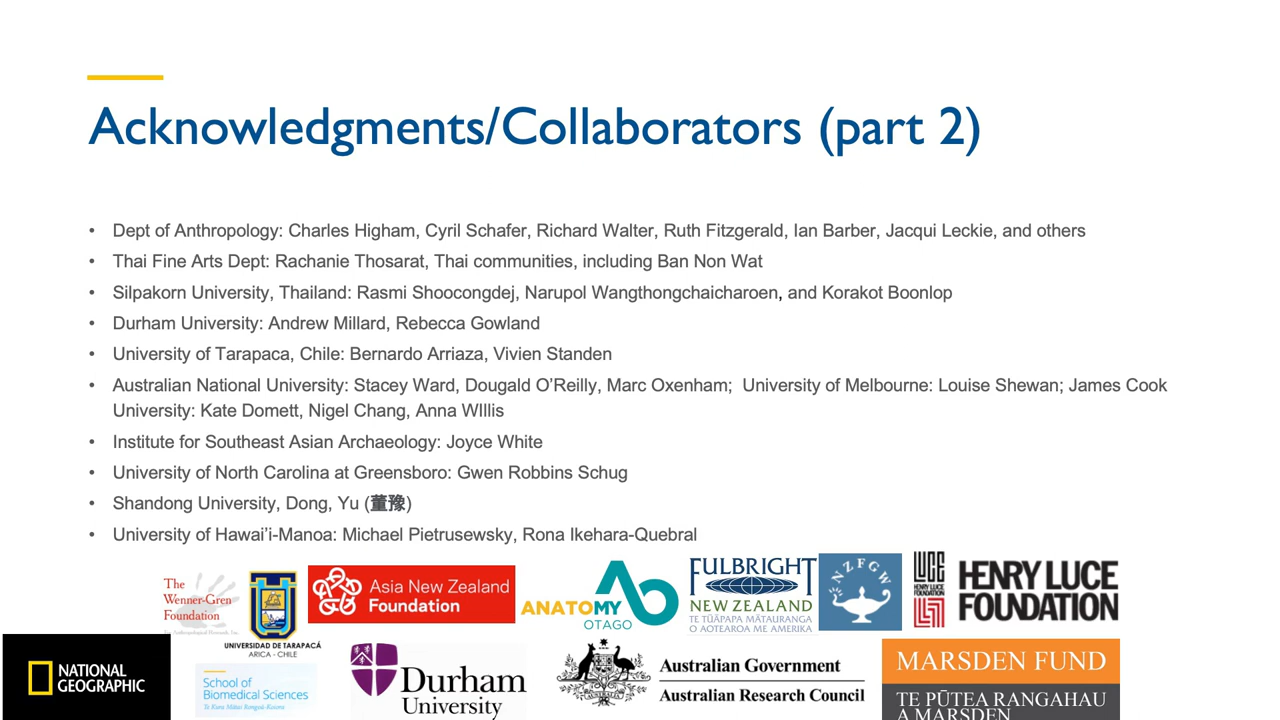 Acknowledgments/Collaborators (part 2)
• Dept of Anthropology: Charles Higham, Cyril Schafer, Richard Walter, Ruth Fitzgerald, Ian Barber, Jacqui Leckie, and others
• Thai Fine Arts Dept: Rachanie Thosarat, Thai communities, including Ban Non Wat
• Silpakorn University, Thailand: Rasmi Shoocongdej, Narupol Wangthongchaicharoen, and Korakot Boonlop
• Durham University: Andrew Millard, Rebecca Gowland
• University of Tarapaca, Chile: Bernardo Arriaza, Vivien Standen
• Australian National University: Stacey Ward, Dougald O’Reilly, Marc Oxenham;  University of Melbourne: Louise Shewan; James Cook
University: Kate Domett, Nigel Chang, Anna WIllis
• Institute for Southeast Asian Archaeology: Joyce White
• University of North Carolina at Greensboro: Gwen Robbins Schug
• Shandong University, Dong, Yu (董豫)
• University of Hawai’i-Manoa: Michael Pietrusewsky, Rona Ikehara-Quebral
The
Wenner-Gren
Foundation
UNIVERSIDAD DE TARAPACÁ
ARICA - CHILE
Asia New Zealand
Foundation
ANATOMY
OTAGO
FULBRIGHT
NEW ZEALAND
TE TŪĀPAPA MĀTAURANGA
O AOTEAROA ME AMERIKA
NZFGW
LUCE
HENRY LUCE
FOUNDATION
NATIONAL
GEOGRAPHIC
School of
Biomedical Sciences
Durham
University
Australian Government
Australian Research Council
MARSDEN FUND
TE PŪTEA RANGAHAU
A MARSDEN